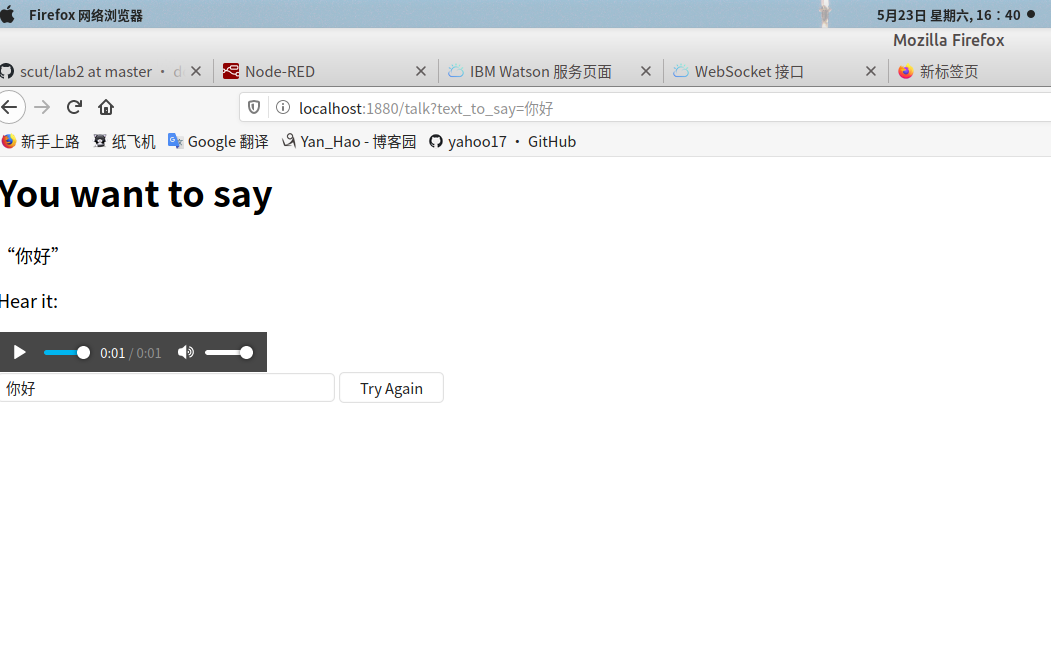 Firefox 网络浏览器
5月23日 星期六, 16：40
Mozilla Firefox
scut/lab2 at master · d
Node-RED
IBM Watson 服务页面
WebSocket 接口
新标签页
localhost:1880/talk?text_to_say=你好
新手上路
纸飞机
Google 翻译
Yan_Hao - 博客园
yahoo17 · GitHub
You want to say
“你好”
Hear it:
0:01 / 0:01
你好
Try Again